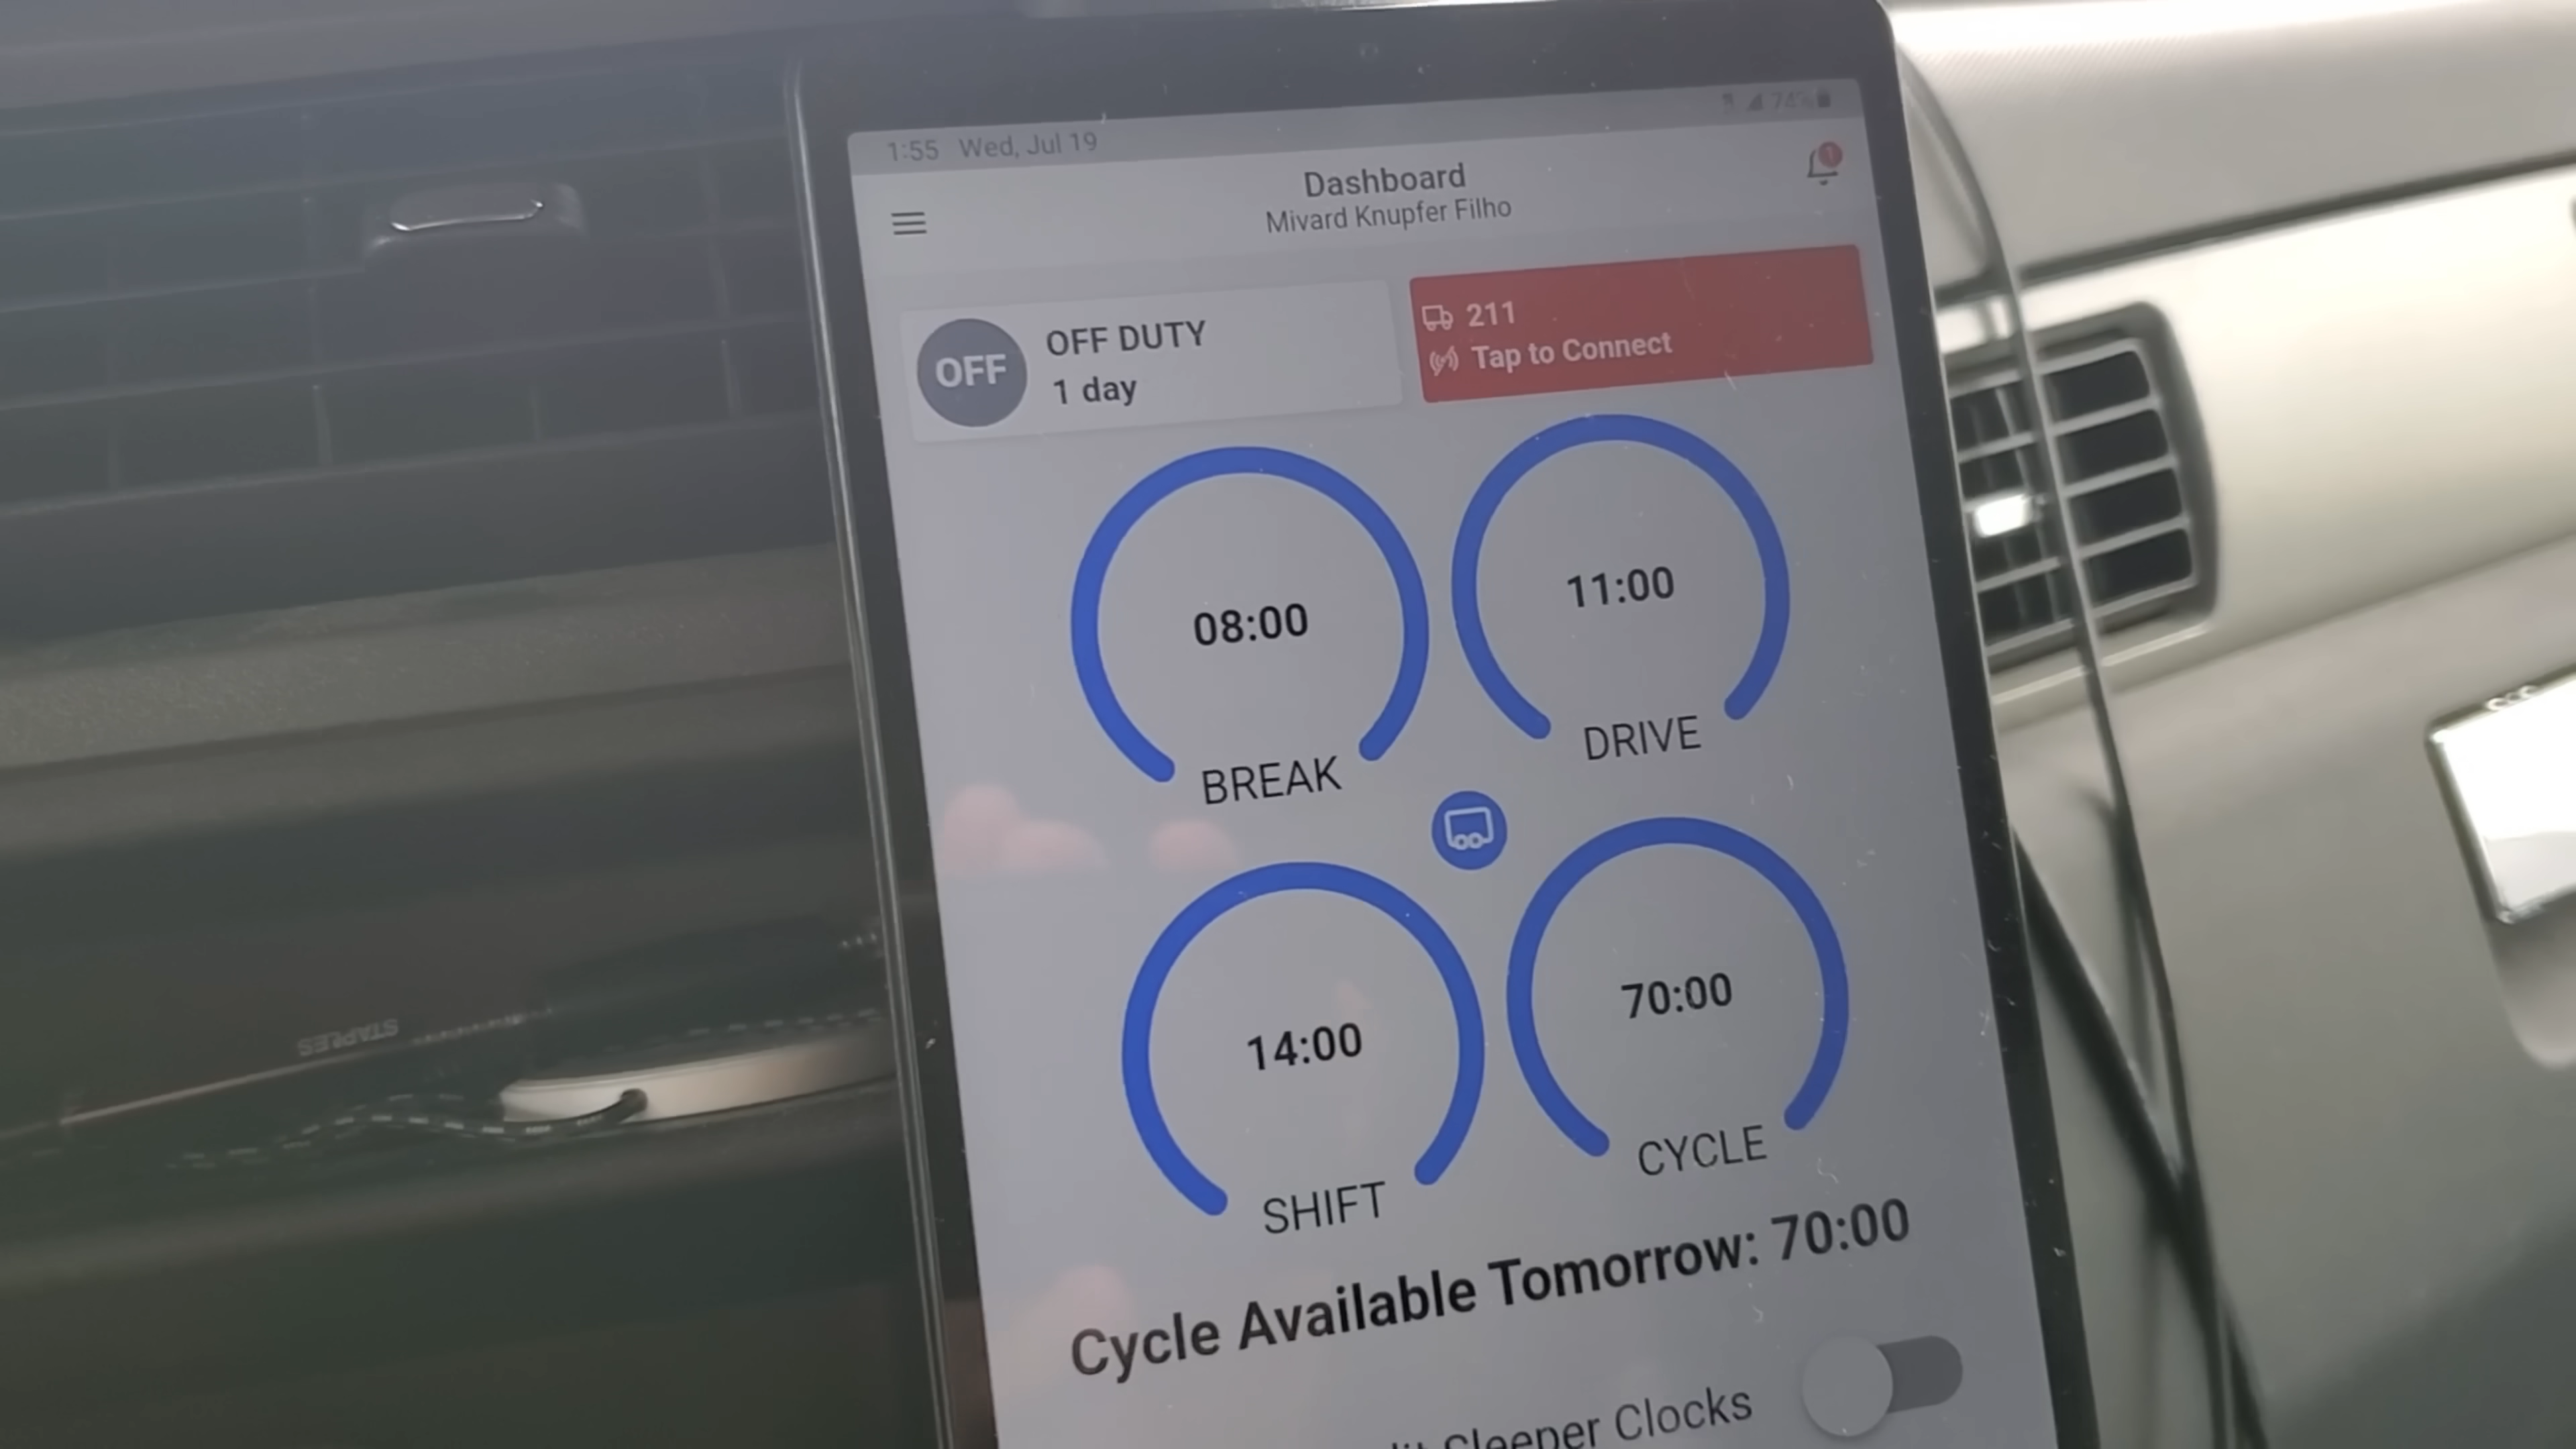 1:55 Wed, Jul 19
74%
Dashboard
Mivard Knupfer Filho
1
OFF
OFF DUTY
1 day
211
Tap to Connect
08:00
BREAK
11:00
DRIVE
14:00
SHIFT
70:00
CYCLE
Cycle Available Tomorrow: 70:00
Sleeper Clocks
STAPLES